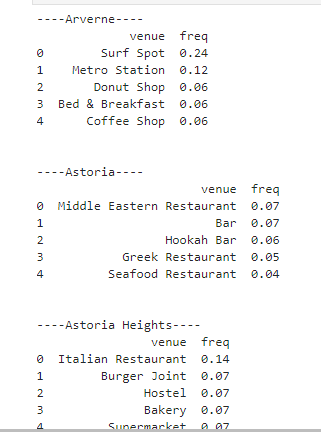 ----Arverne----
venue freq
0 Surf Spot 0.24
1 Metro Station 0.12
2 Donut Shop 0.06
3 Bed & Breakfast 0.06
4 Coffee Shop 0.06
----Astoria----
venue freq
0 Middle Eastern Restaurant 0.07
1 Bar 0.07
2 Hookah Bar 0.06
3 Greek Restaurant 0.05
4 Seafood Restaurant 0.04
----Astoria Heights----
venue freq
0 Italian Restaurant 0.14
1 Burger Joint 0.07
2 Hostel 0.07
3 Bakery 0.07
4 Supermarket 0.07